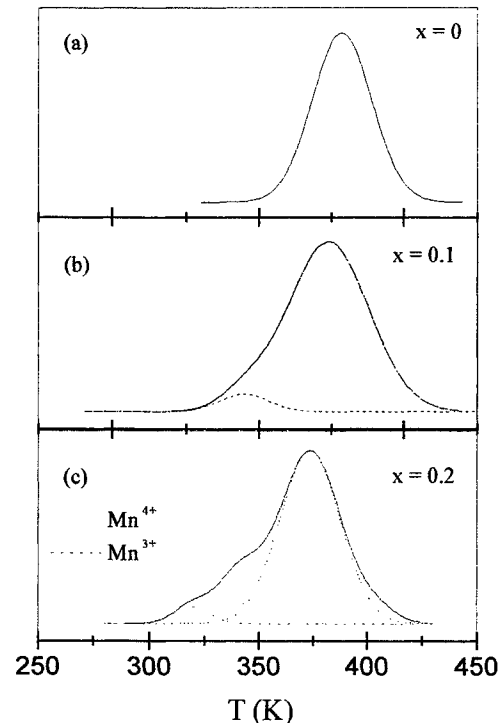 (a)
x = 0
(b)
x = 0.1
(c)
x = 0.2
Mn⁴⁺
Mn³⁺
250 300 350 400 450
T (K)